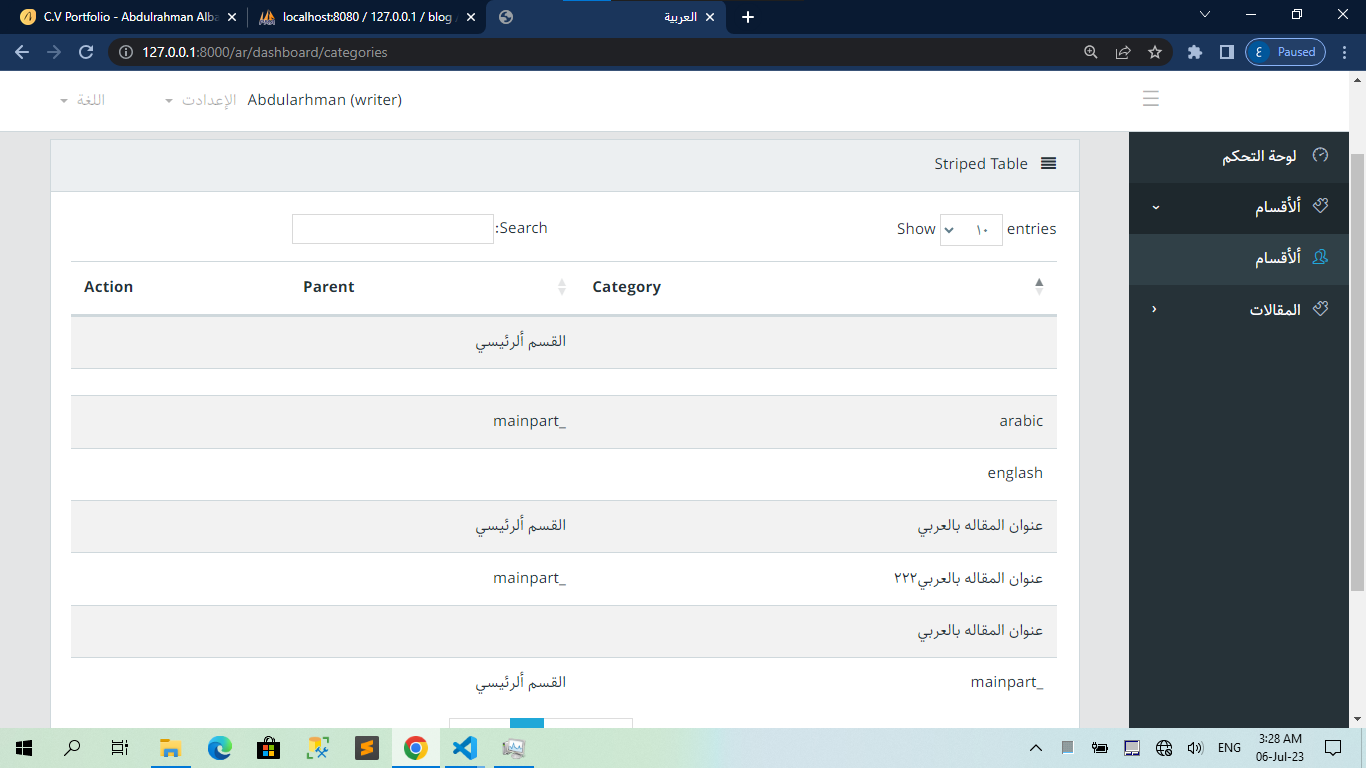 C.V Portfolio - Abdulrahman Alba
localhost:8080 / 127.0.0.1 / blog
العربية
127.0.0.1:8000/ar/dashboard/categories
ع Paused
اللغة
الإعدادت
Abdularhman (writer)
لوحة التحكم
ألأقسام
ألأقسام
المقالات
Striped Table
Show ١٠ entries
:Search
Action Parent Category
القسم ألرئيسي
mainpart_ arabic
englash
القسم ألرئيسي عنوان المقاله بالعربي
mainpart_ عنوان المقاله بالعربي٢٢٢
عنوان المقاله بالعربي
القسم ألرئيسي mainpart_
ENG
3:28 AM
06-Jul-23